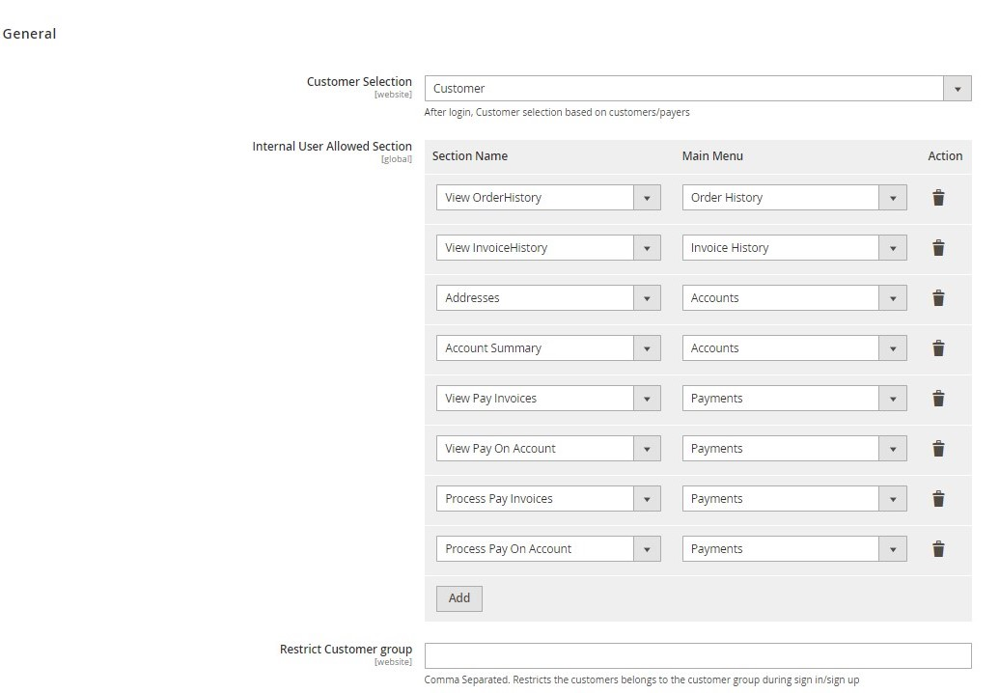 General
Customer Selection
[website]
Customer
After login, Customer selection based on customers/payers
Internal User Allowed Section
[global]
Section Name Main Menu Action
View OrderHistory Order History
View InvoiceHistory Invoice History
Addresses Accounts
Account Summary Accounts
View Pay Invoices Payments
View Pay On Account Payments
Process Pay Invoices Payments
Process Pay On Account Payments
Add
Restrict Customer group
[website]
Comma Separated. Restricts the customers belongs to the customer group during sign in/sign up